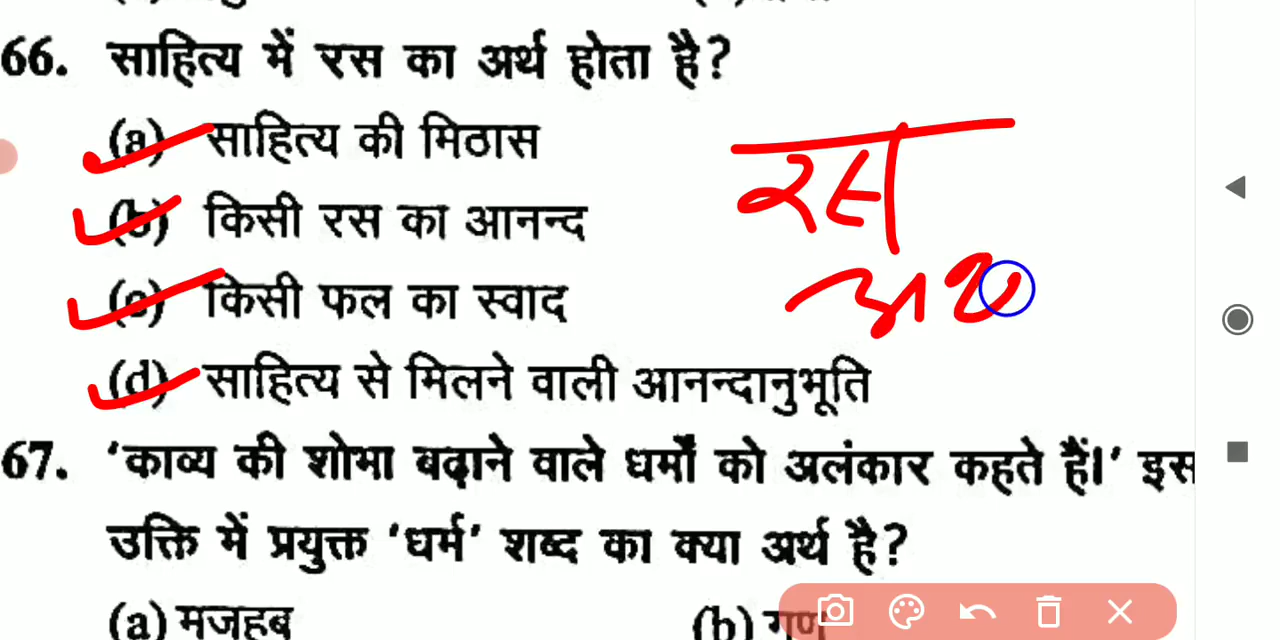 66. साहित्य में रस का अर्थ होता है?
(a) साहित्य की मिठास
(b) किसी रस का आनन्द
(c) किसी फल का स्वाद
(d) साहित्य से मिलने वाली आनन्दानुभूति
रस
67. ‘काव्य की शोभा बढ़ाने वाले धर्मों को अलंकार कहते हैं।’ इस
उक्ति में प्रयुक्त ‘धर्म’ शब्द का क्या अर्थ है?
(a) मजहब (b) गुण